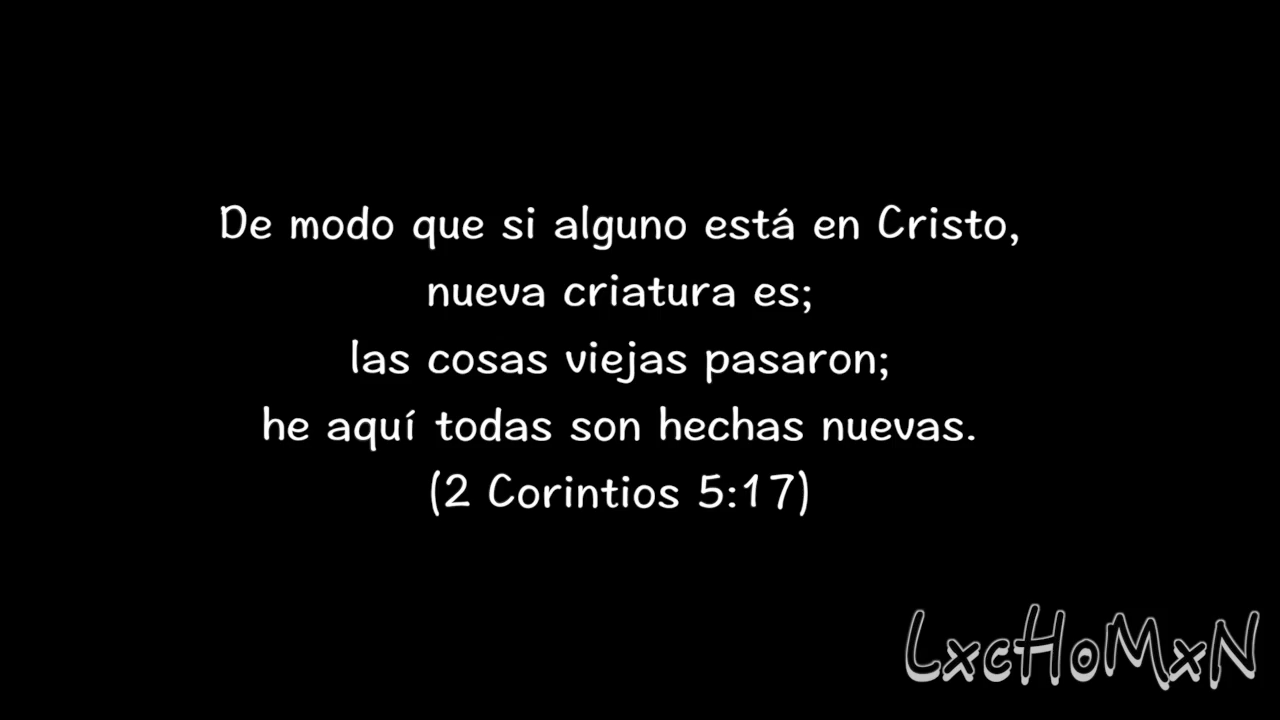 De modo que si alguno está en Cristo,
nueva criatura es;
las cosas viejas pasaron;
he aquí todas son hechas nuevas.
(2 Corintios 5:17)
LxcHoMxN